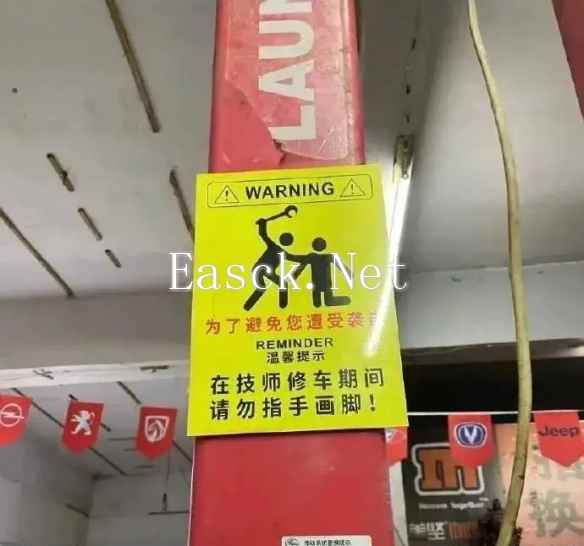 LAUN
WARNING
Easck.Net
为了避免您遭受袭
REMINDER
温馨提示
在技师修车期间
请勿指手画脚！
Jeep
换